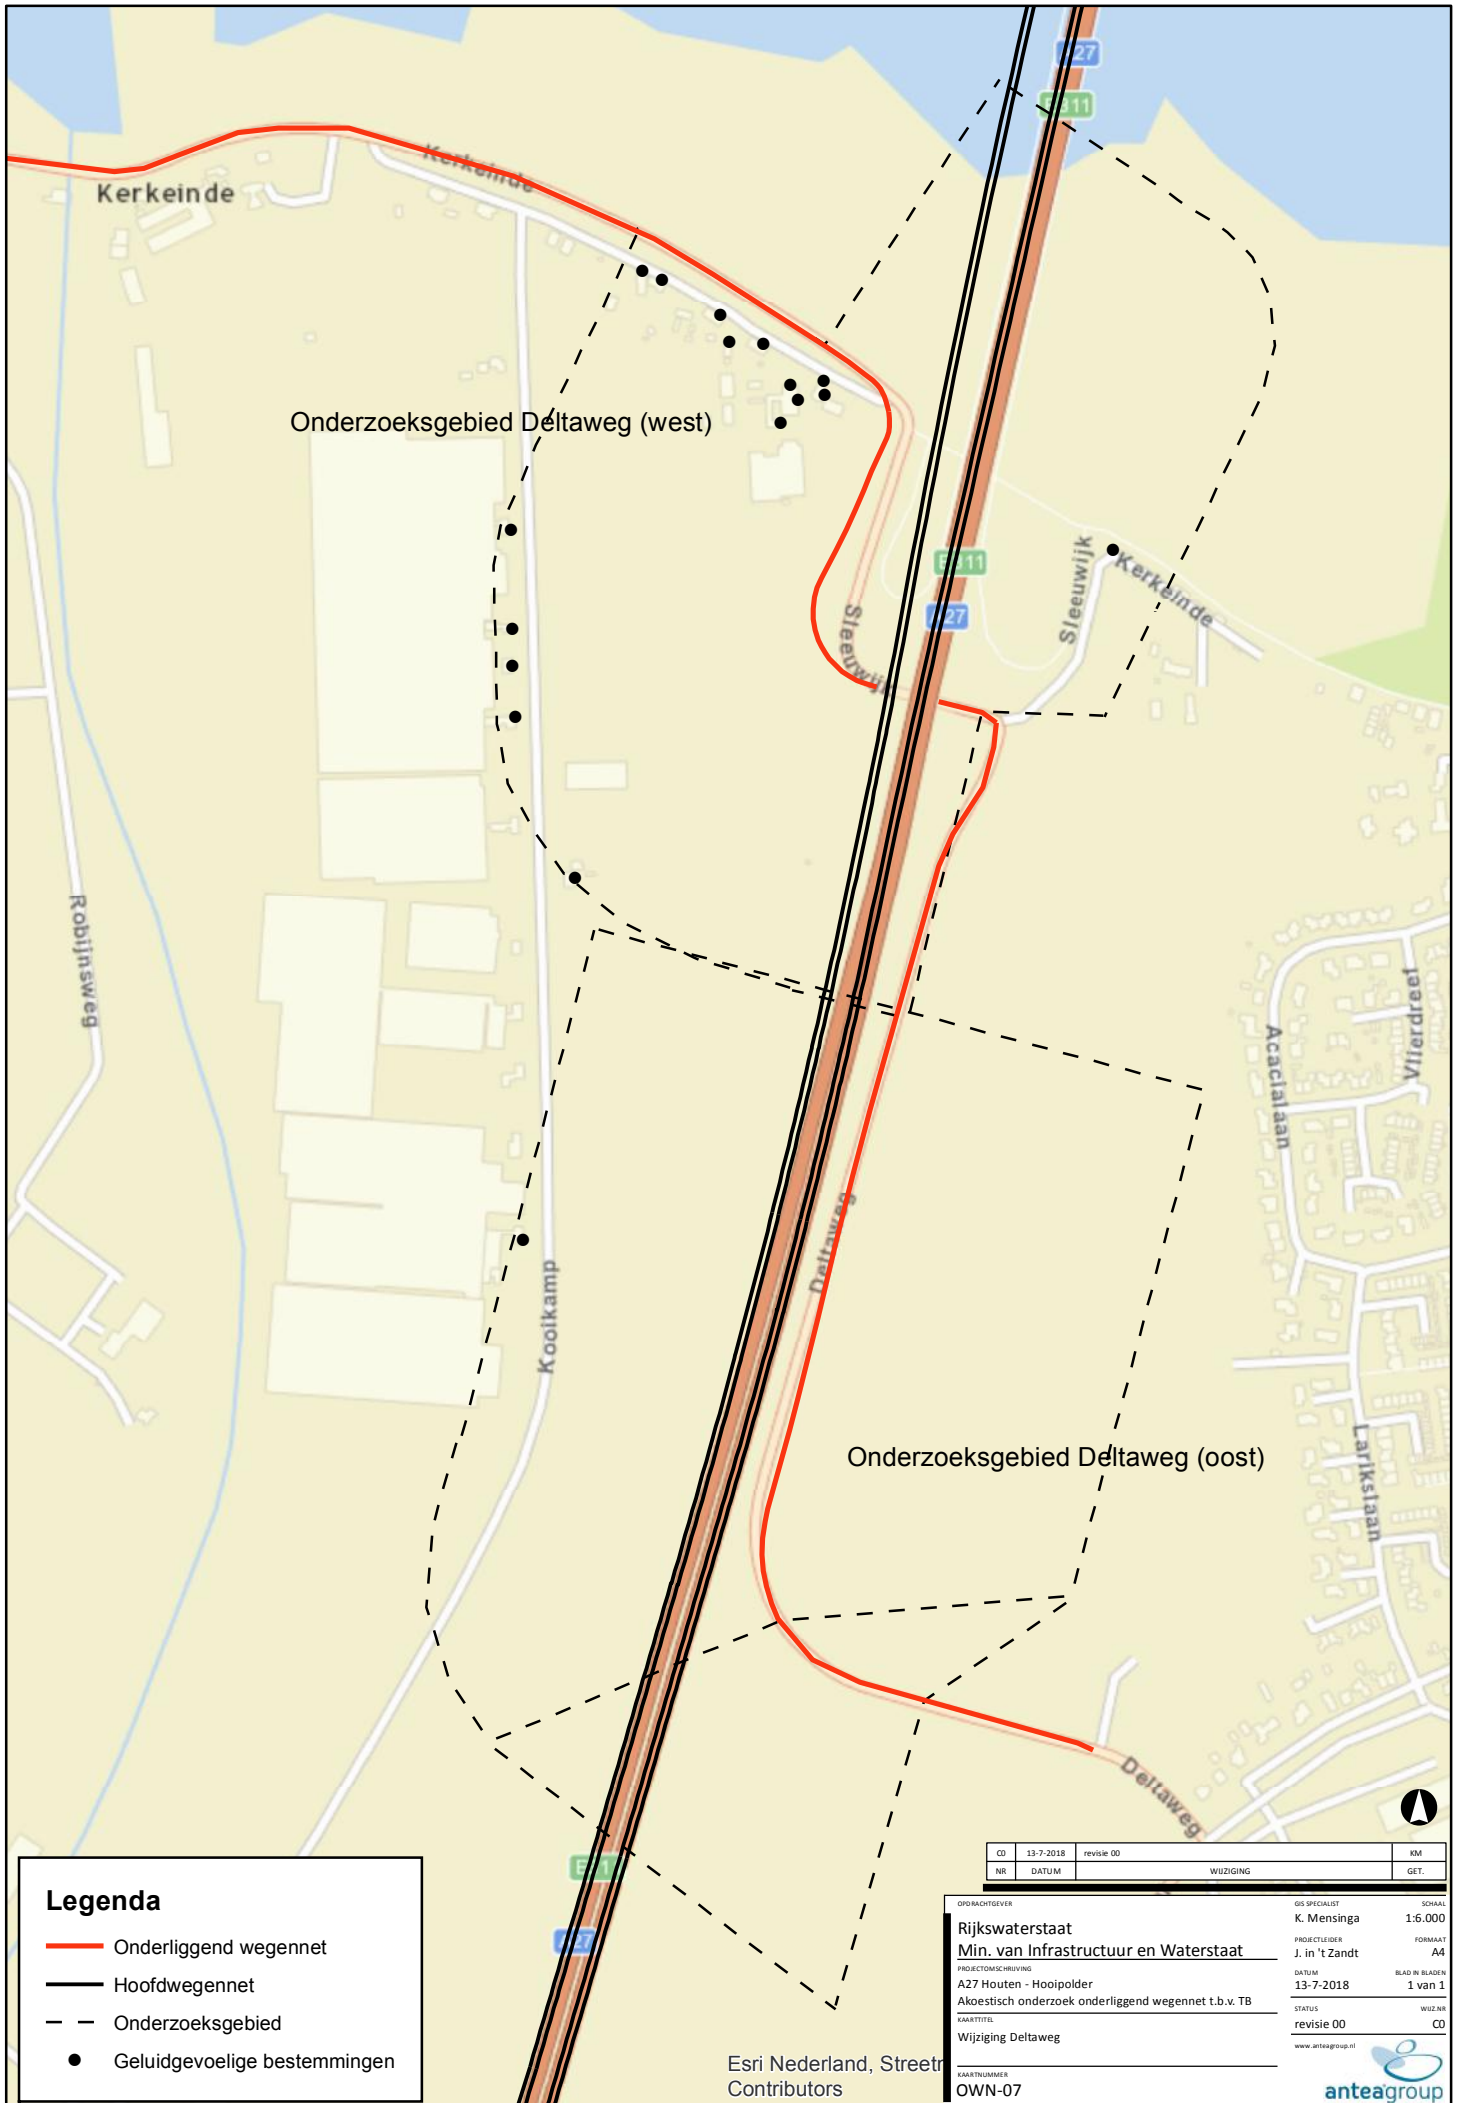 A27
E311
Kerkeinde
Kerkeinde
Onderzoeksgebied Deltaweg (west)
E311
A27
Sleeuwijk
Sleeuwijk
Kerkeinde
Robijnsweg
Vlierdreef
Acacialaan
Deltaweg
Kooikamp
Onderzoeksgebied Deltaweg (oost)
Larikslaan
Deltaweg
A27
Legenda
Onderliggend wegennet
Hoofdwegennet
Onderzoeksgebied
Geluidgevoelige bestemmingen
Esri Nederland, Streetr
Contributors
C0 13-7-2018 revisie 00 KM
NR DATUM WIJZIGING GET.
OPDRACHTGEVER
Rijkswaterstaat
Min. van Infrastructuur en Waterstaat
PROJECTOMSCHRIJVING
A27 Houten - Hooipolder
Akoestisch onderzoek onderliggend wegennet t.b.v. TB
KAARTTITEL
Wijziging Deltaweg
KAARTNUMMER
OWN-07
GIS SPECIALIST SCHAAL
K. Mensinga 1:6.000
PROJECTLEIDER FORMAAT
J. in 't Zandt A4
DATUM BLAD IN BLADEN
13-7-2018 1 van 1
STATUS WIJZ.NR
revisie 00 C0
www.anteagroup.nl
anteagroup